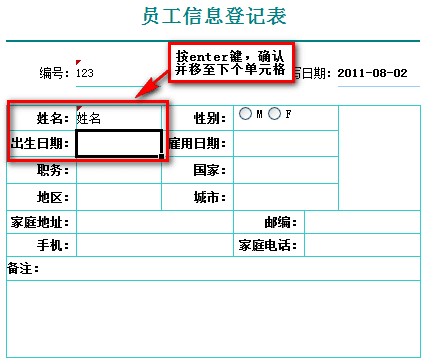 员工信息登记表
按enter键，确认
并移至下个单元格
编号：123 写日期：2011-08-02
姓名：姓名 性别： M F
出生日期： 雇用日期：
职务： 国家：
地区： 城市：
家庭地址： 邮编：
手机： 家庭电话：
备注：